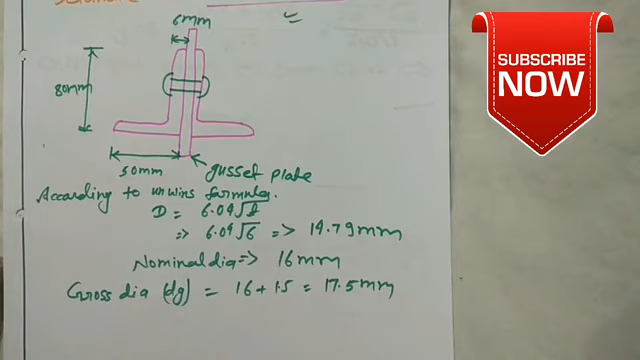 6mm
80mm
50mm
gusset plate
According to unwins formula.
D = 6.04√t
=> 6.04√6 => 14.79mm
Nominal dia => 16mm
Gross dia (dg) = 16 + 1.5 = 17.5mm
SUBSCRIBE
NOW